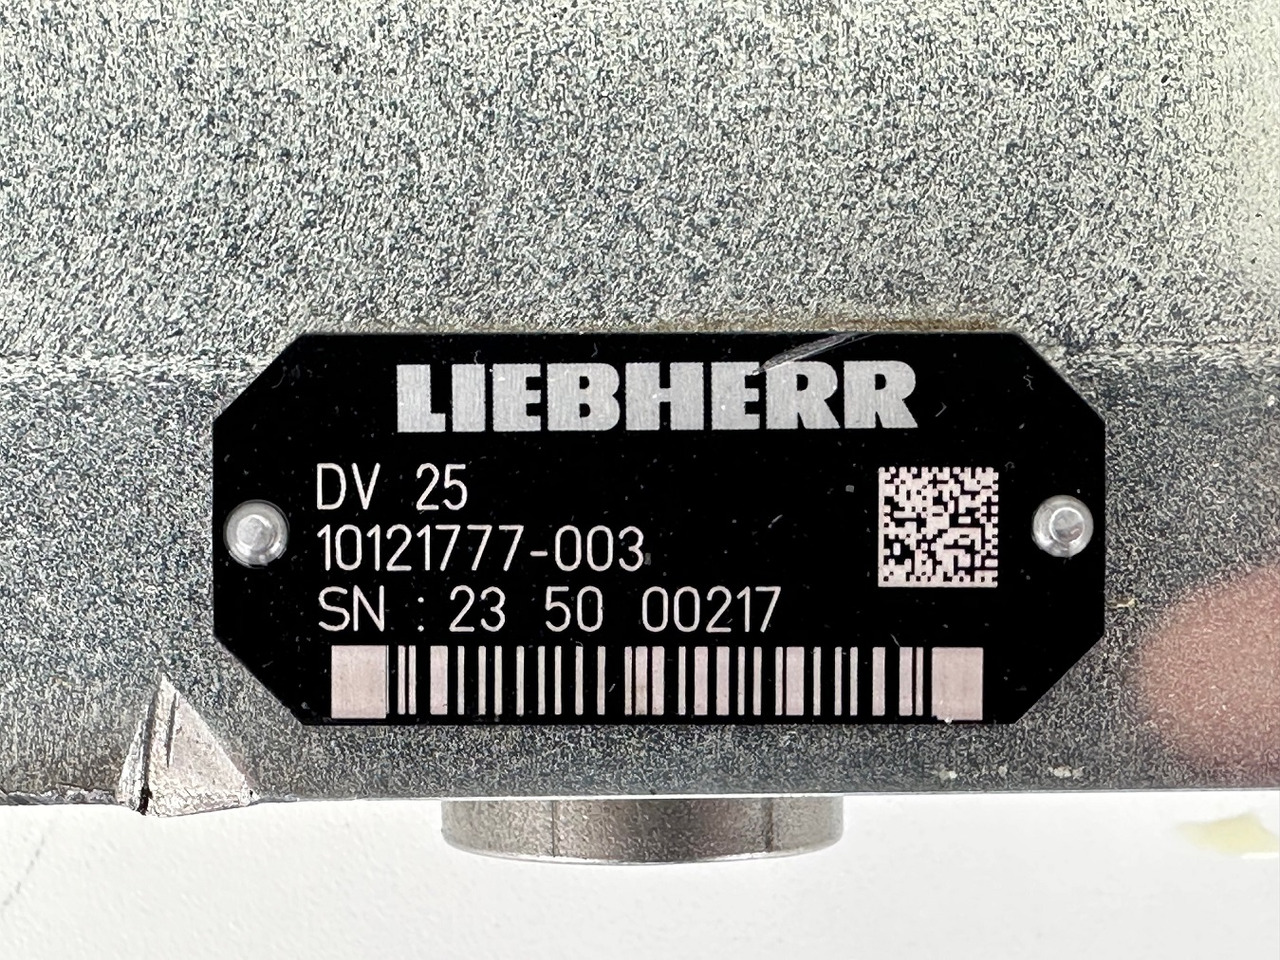 LIEBHERR
DV 25
10121777-003
SN : 23 50 00217